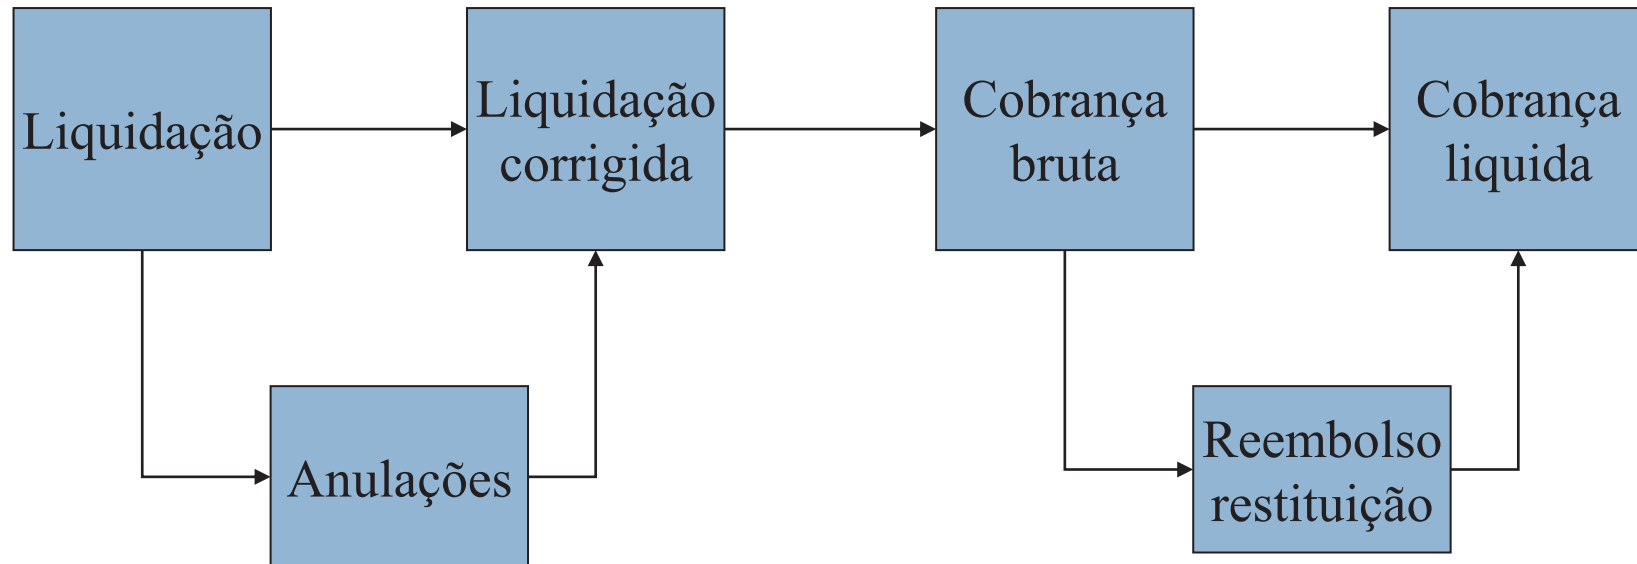 Liquidação
Liquidação
corrigida
Cobrança
bruta
Cobrança
liquida
Anulações
Reembolso
restituição